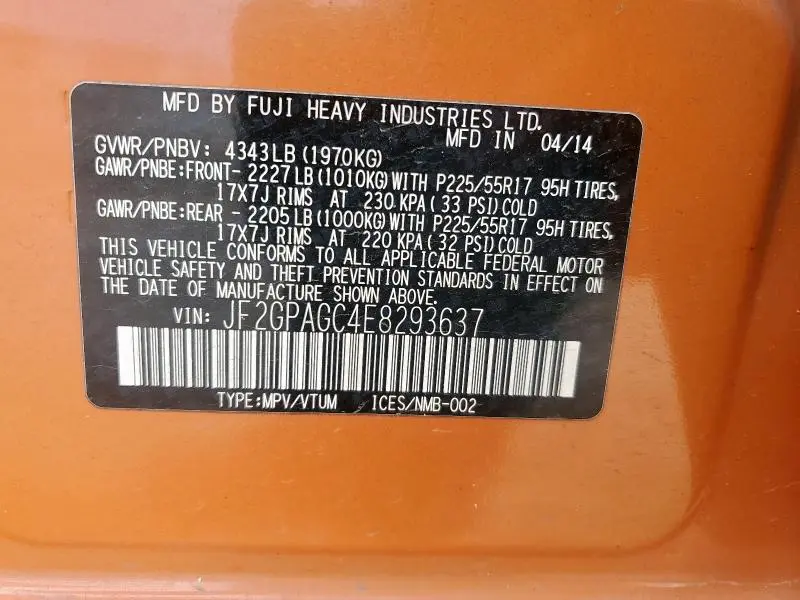 MFD BY FUJI HEAVY INDUSTRIES LTD.
MFD IN 04/14
GVWR/PNBV: 4343LB (1970KG)
GAWR/PNBE:FRONT- 2227LB (1010KG)WITH P225/55R17 95H TIRES,
17X7J RIMS AT 230 KPA( 33 PSI)COLD
GAWR/PNBE:REAR - 2205LB (1000KG)WITH P225/55R17 95H TIRES,
17X7J RIMS AT 220 KPA( 32 PSI)COLD
THIS VEHICLE CONFORMS TO ALL APPLICABLE FEDERAL MOTOR
VEHICLE SAFETY AND THEFT PREVENTION STANDARDS IN EFFECT ON
THE DATE OF MANUFACTURE SHOWN ABOVE.
VIN: JF2GPAGC4E8293637
TYPE:MPV/VTUM ICES/NMB-002